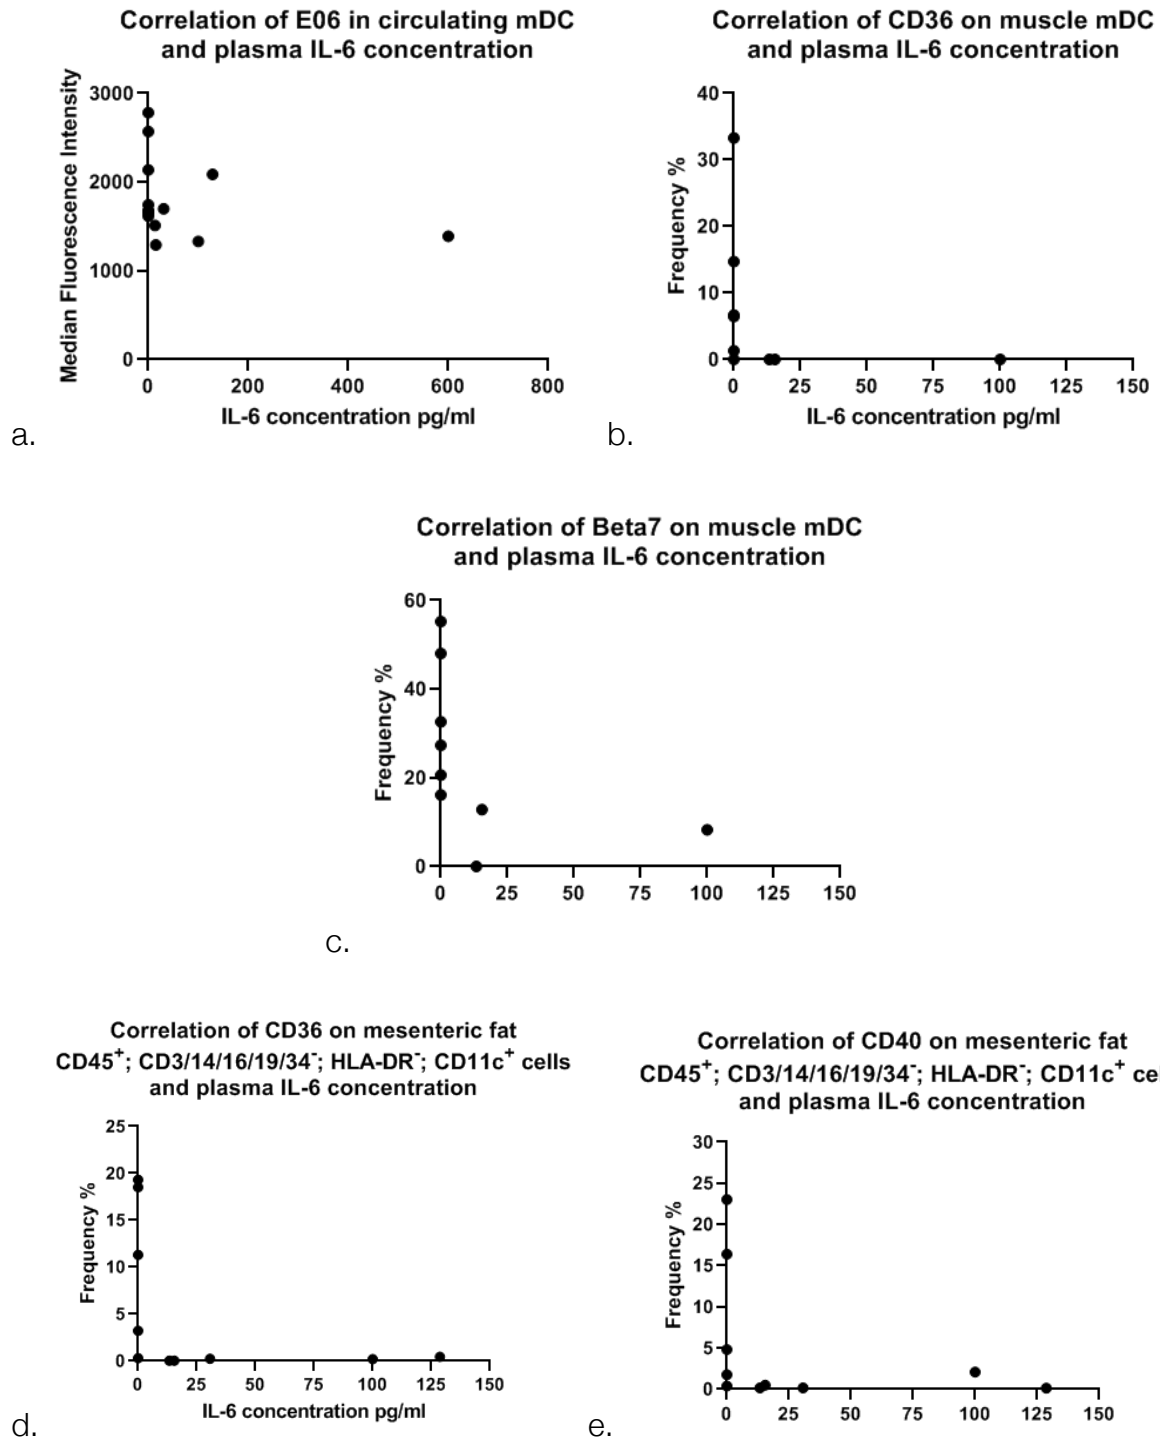 Correlation of E06 in circulating mDC
and plasma IL-6 concentration
Median Fluorescence Intensity
3000
2000
1000
0
0 200 400 600 800
IL-6 concentration pg/ml
a.
Correlation of CD36 on muscle mDC
and plasma IL-6 concentration
Frequency %
40
30
20
10
0
0 25 50 75 100 125 150
IL-6 concentration pg/ml
b.
Correlation of Beta7 on muscle mDC
and plasma IL-6 concentration
Frequency %
60
40
20
0
0 25 50 75 100 125 150
c.
Correlation of CD36 on mesenteric fat
CD45⁺; CD3/14/16/19/34⁻; HLA-DR⁻; CD11c⁺ cells
and plasma IL-6 concentration
Frequency %
25
20
15
10
5
0
0 25 50 75 100 125 150
IL-6 concentration pg/ml
d.
Correlation of CD40 on mesenteric fat
CD45⁺; CD3/14/16/19/34⁻; HLA-DR⁻; CD11c⁺ ce
and plasma IL-6 concentration
Frequency %
30
25
20
15
10
5
0
0 25 50 75 100 125 150
e.